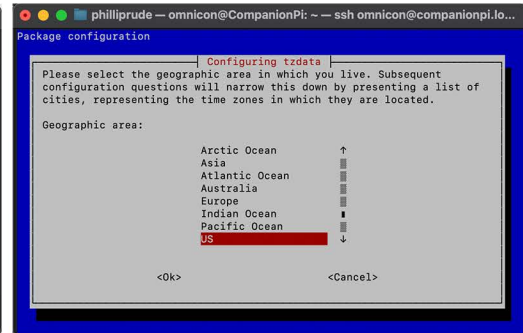 phillliprude — omnicon@CompanionPi: ~ — ssh omnicon@companionpi.lo...
Package configuration
Configuring tzdata
Please select the geographic area in which you live. Subsequent
configuration questions will narrow this down by presenting a list of
cities, representing the time zones in which they are located.
Geographic area:
Arctic Ocean
Asia
Atlantic Ocean
Australia
Europe
Indian Ocean
Pacific Ocean
US
<Ok> <Cancel>